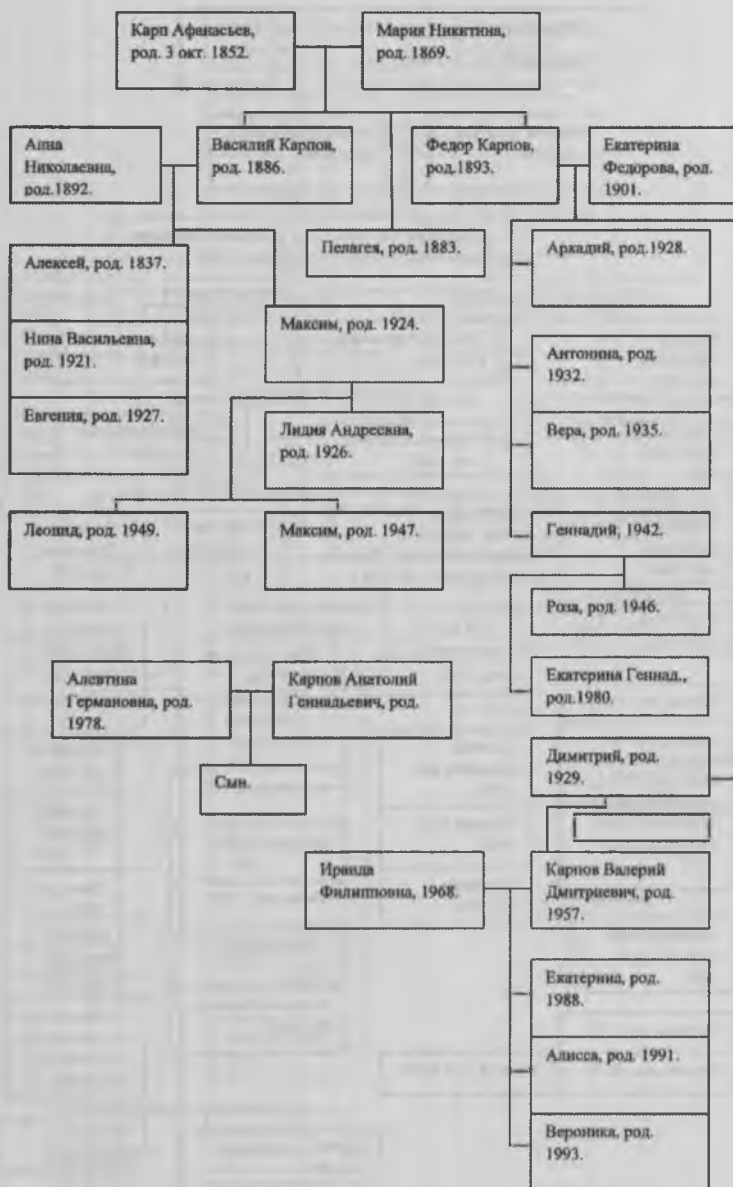 Карп Афанасьев,
род. 3 окт. 1852.
Мария Никитина,
род. 1869.
Анна
Николаевна,
род.1892.
Василий Карпов,
род. 1886.
Федор Карпов,
род.1893.
Екатерина
Федорова, род.
1901.
Пелагея, род. 1883.
Алексей, род. 1837.
Аркадий, род.1928.
Нина Васильевна,
род. 1921.
Максим, род. 1924.
Антонина, род.
1932.
Евгения, род. 1927.
Лидия Андреевна,
род. 1926.
Вера, род. 1935.
Леонид, род. 1949.
Максим, род. 1947.
Геннадий, 1942.
Роза, род. 1946.
Алевтина
Германовна, род.
1978.
Карпов Анатолий
Геннадьевич, род.
Екатерина Геннад.,
род.1980.
Сын.
Димитрий, род.
1929.
Ираида
Филипповна, 1968.
Карпов Валерий
Дмитриевич, род.
1957.
Екатерина, род.
1988.
Алисса, род. 1991.
Вероника, род.
1993.